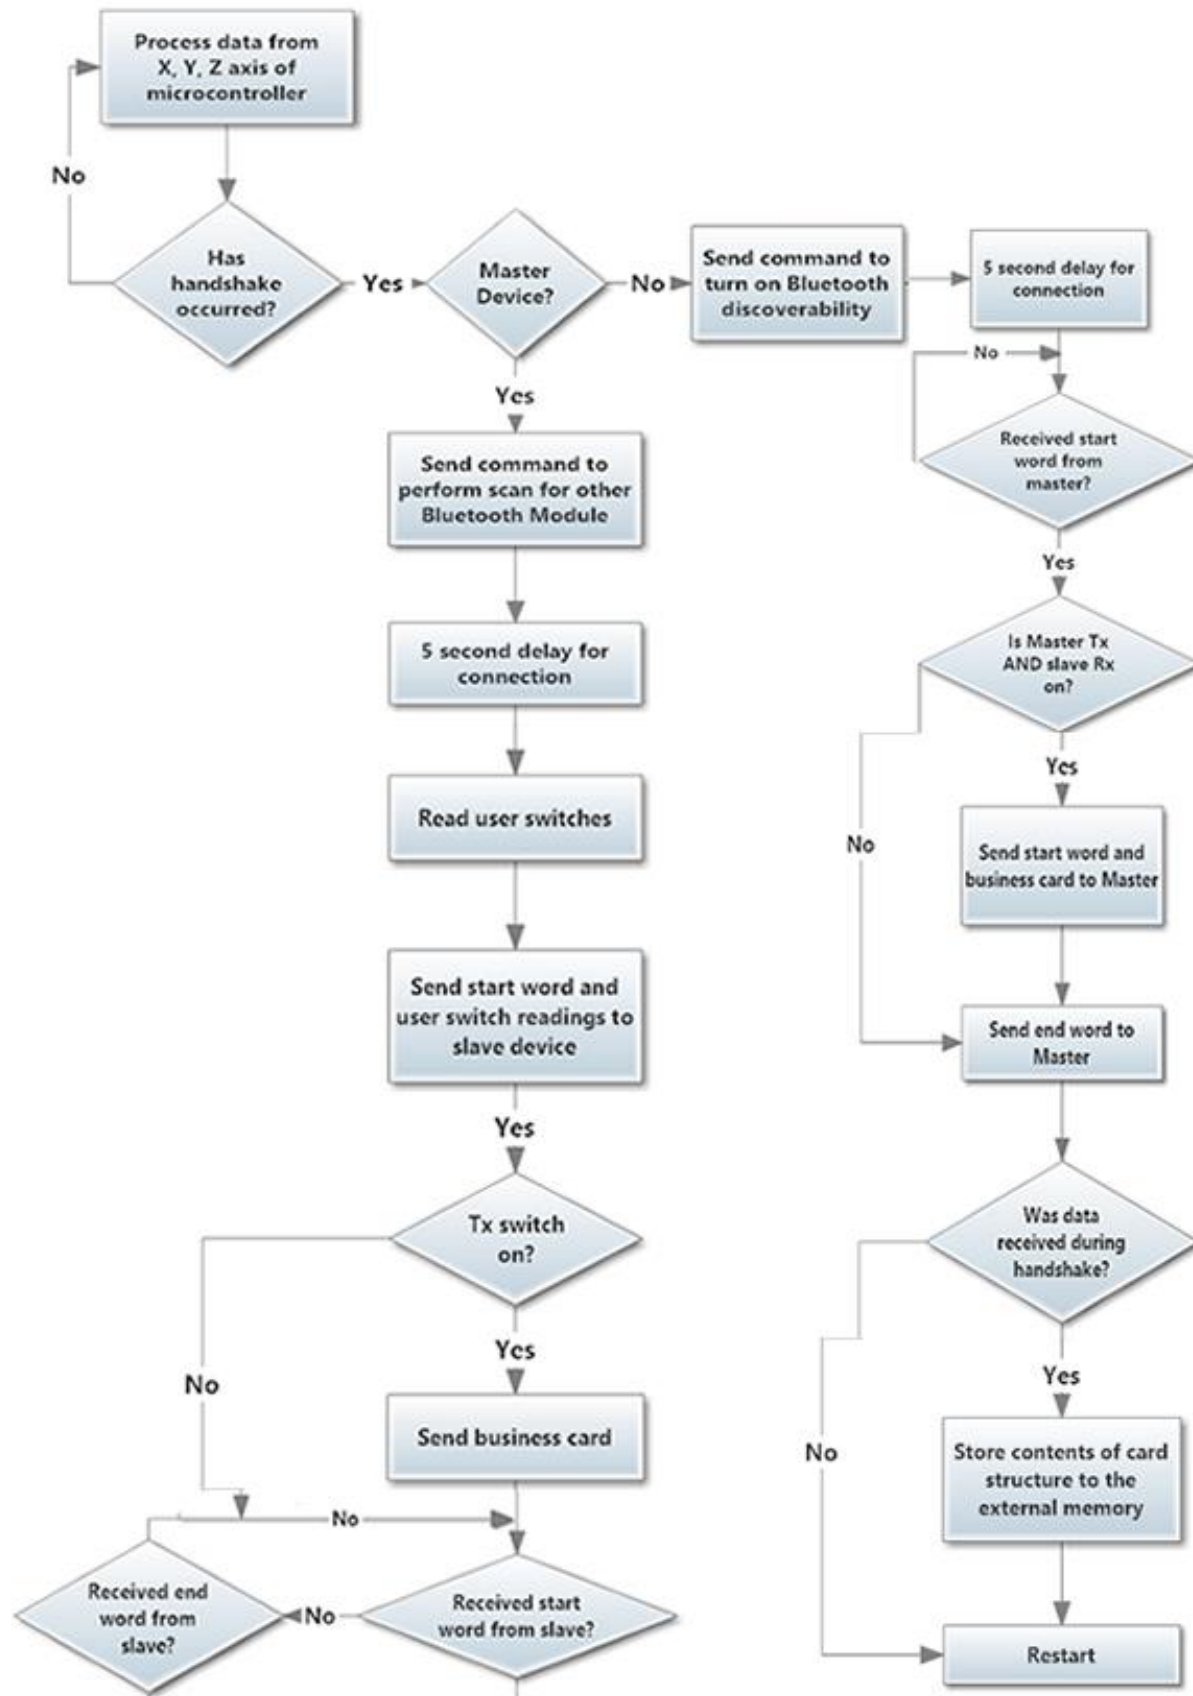 Process data from
X, Y, Z axis of
microcontroller
No
Has
handshake
occurred?
Yes
Master
Device?
No
Send command to
turn on Bluetooth
discoverability
5 second delay for
connection
No
Received start
word from
master?
Yes
Is Master Tx
AND slave Rx
on?
Yes
No
Send start word and
business card to Master
Send end word to
Master
Was data
received during
handshake?
Yes
No
Store contents of card
structure to the
external memory
Restart
Yes
Send command to
perform scan for other
Bluetooth Module
5 second delay for
connection
Read user switches
Send start word and
user switch readings to
slave device
Yes
Tx switch
on?
Yes
No
Send business card
No
Received start
word from slave?
No
Received end
word from
slave?